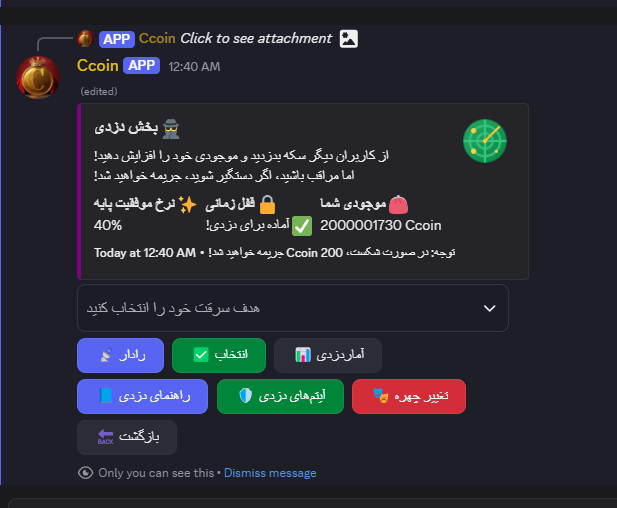 APP Ccoin Click to see attachment
Ccoin APP 12:40 AM
(edited)
بخش دزدی
از کاربران دیگر سکه بدزدید و موجودی خود را افزایش دهید!
اما مراقب باشید، اگر دستگیر شوید، جریمه خواهید شد!
موجودی شما
2000001730 Ccoin
قفل زمانی
آماده برای دزدی!
نرخ موفقیت پایه
40%
توجه: در صورت شکست، 200 Ccoin جریمه خواهید شد! • Today at 12:40 AM
هدف سرقت خود را انتخاب کنید
رادار
انتخاب
آماردزدی
راهنمای دزدی
آیتم‌های دزدی
تغییر چهره
BACK بازگشت
Only you can see this • Dismiss message